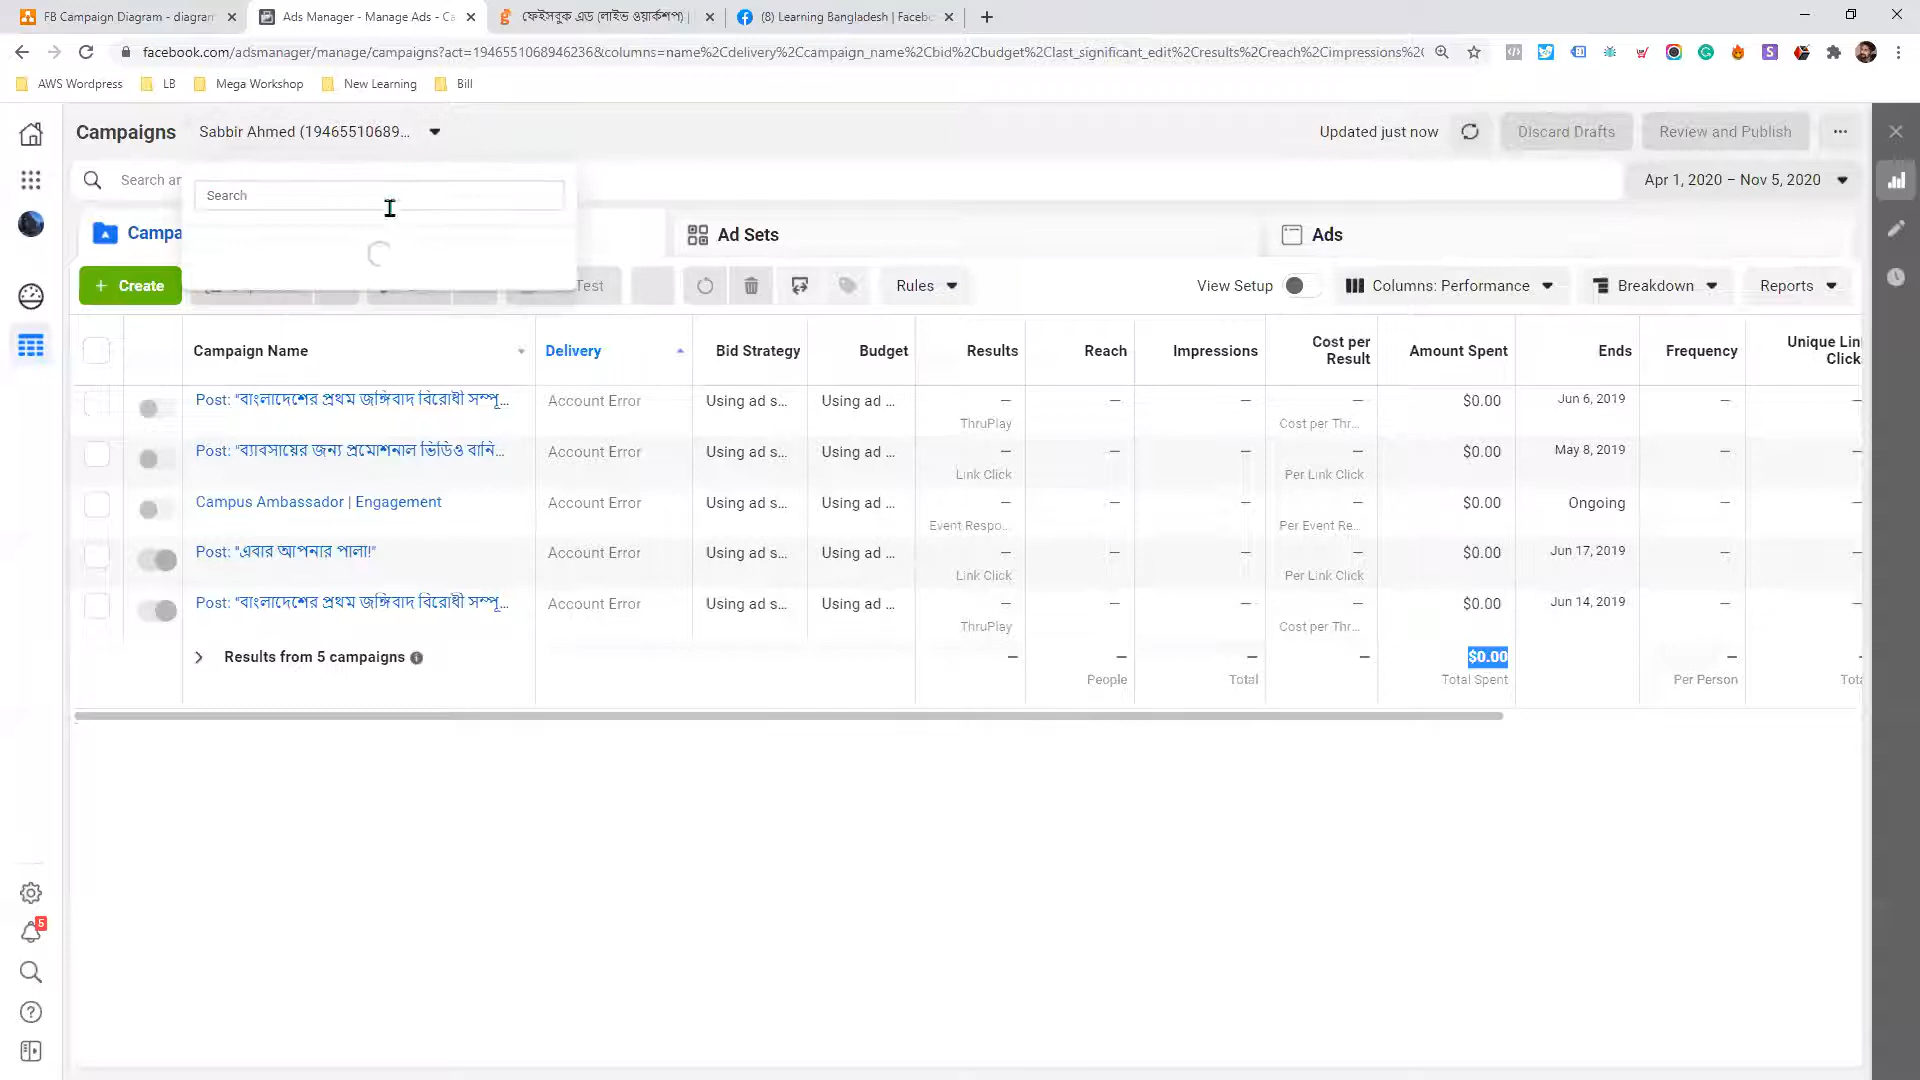 FB Campaign Diagram - diagran
Ads Manager - Manage Ads - Ca
ফেইসবুক এড (লাইভ ওয়ার্কশপ) |
(8) Learning Bangladesh | Facebo
facebook.com/adsmanager/manage/campaigns?act=194655106894623&columns=name%2Cdelivery%2Ccampaign_name%2Cbid%2Cbudget%2Clast_significant_edit%2Cresults%2Creach%2Cimpressions%2C
AWS Wordpress
LB
Mega Workshop
New Learning
Bill
Campaigns
Sabbir Ahmed (19465510689...
Updated just now
Discard Drafts
Review and Publish
Search an
Search
Apr 1, 2020 – Nov 5, 2020
Campa
Ad Sets
Ads
+ Create
Test
Rules
View Setup
Columns: Performance
Breakdown
Reports
Campaign Name
Delivery
Bid Strategy
Budget
Results
Reach
Impressions
Cost per Result
Amount Spent
Ends
Frequency
Unique Lin Click
Post: "বাংলাদেশের প্রথম জঙ্গিবাদ বিরোধী সম্পূ...
Account Error
Using ad s...
Using ad ...
—
—
—
—
$0.00
Jun 6, 2019
—
—
ThruPlay
Cost per Thr...
Post: "ব্যাবসায়ের জন্য প্রমোশনাল ভিডিও বানি...
Account Error
Using ad s...
Using ad ...
—
—
—
—
$0.00
May 8, 2019
—
—
Link Click
Per Link Click
Campus Ambassador | Engagement
Account Error
Using ad s...
Using ad ...
—
—
—
—
$0.00
Ongoing
—
—
Event Respo...
Per Event Re...
Post: "এবার আপনার পালা!"
Account Error
Using ad s...
Using ad ...
—
—
—
—
$0.00
Jun 17, 2019
—
—
Link Click
Per Link Click
Post: "বাংলাদেশের প্রথম জঙ্গিবাদ বিরোধী সম্পূ...
Account Error
Using ad s...
Using ad ...
—
—
—
—
$0.00
Jun 14, 2019
—
—
ThruPlay
Cost per Thr...
Results from 5 campaigns
—
—
—
—
$0.00
—
—
People
Total
Total Spent
Per Person
Tota
5